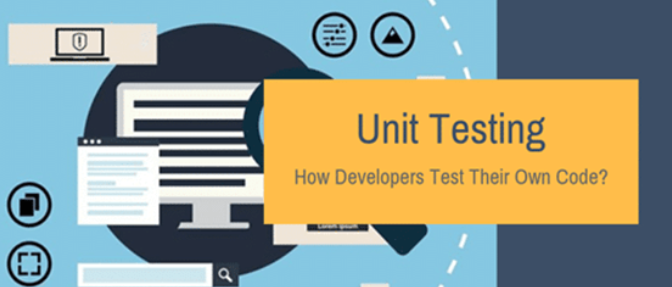 Unit Testing
How Developers Test Their Own Code?
Lorem ipsum